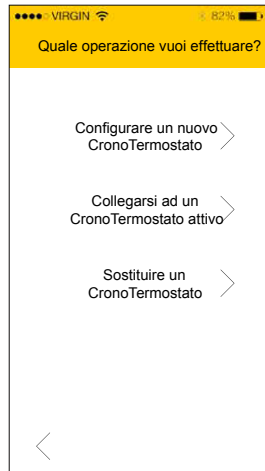 VIRGIN 82%
Quale operazione vuoi effettuare?
Configurare un nuovo
CronoTermostato
Collegarsi ad un
CronoTermostato attivo
Sostituire un
CronoTermostato